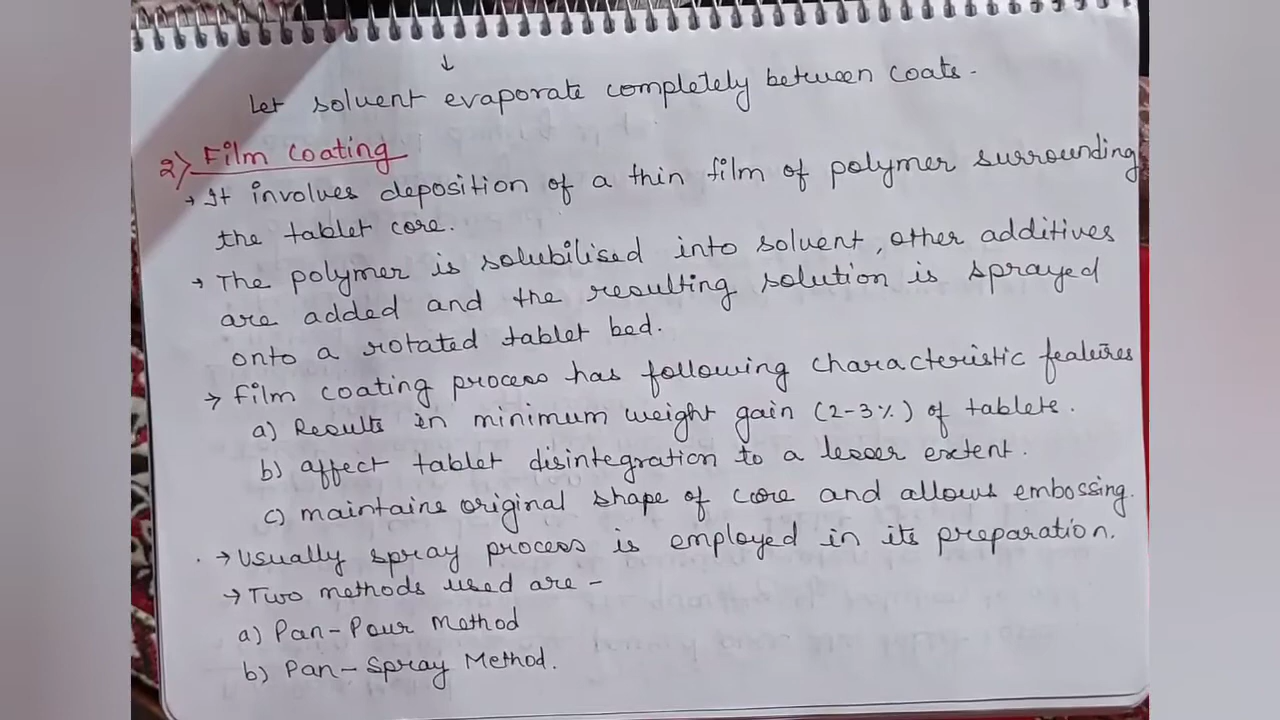 ↓
Let solvent evaporate completely between coats.
2) Film coating
→ It involves deposition of a thin film of polymer surrounding
the tablet core.
→ The polymer is solubilised into solvent, other additives
are added and the resulting solution is sprayed
onto a rotated tablet bed.
→ Film coating process has following characteristic features
a) Results in minimum weight gain (2-3%) of tablets.
b) affect tablet disintegration to a lesser extent.
c) maintains original shape of core and allows embossing.
→ Usually spray process is employed in its preparation.
→ Two methods used are -
a) Pan-Pour Method
b) Pan-Spray Method.